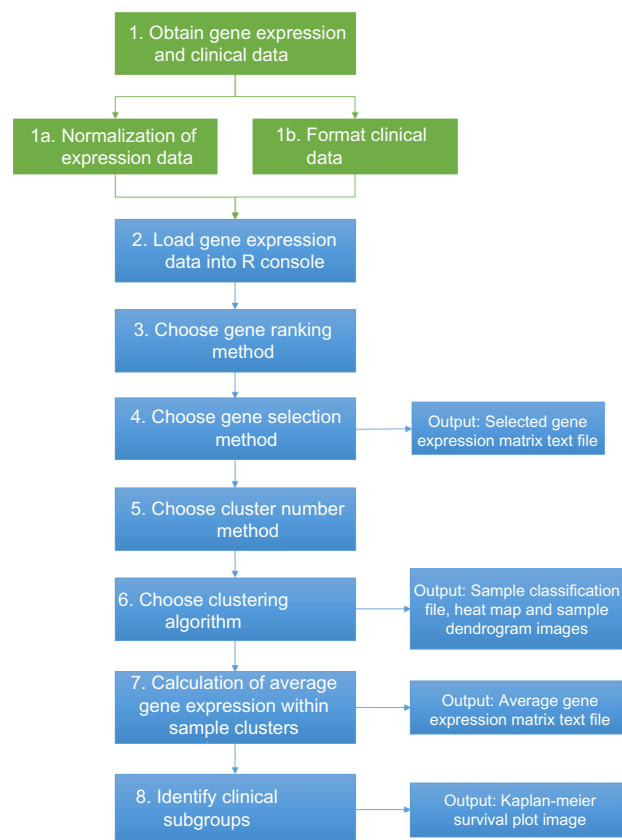 1. Obtain gene expression
and clinical data
1a. Normalization of
expression data
1b. Format clinical
data
2. Load gene expression
data into R console
3. Choose gene ranking
method
4. Choose gene selection
method
Output: Selected gene
expression matrix text file
5. Choose cluster number
method
6. Choose clustering
algorithm
Output: Sample classification
file, heat map and sample
dendrogram images
7. Calculation of average
gene expression within
sample clusters
Output: Average gene
expression matrix text file
8. Identify clinical
subgroups
Output: Kaplan-meier
survival plot image